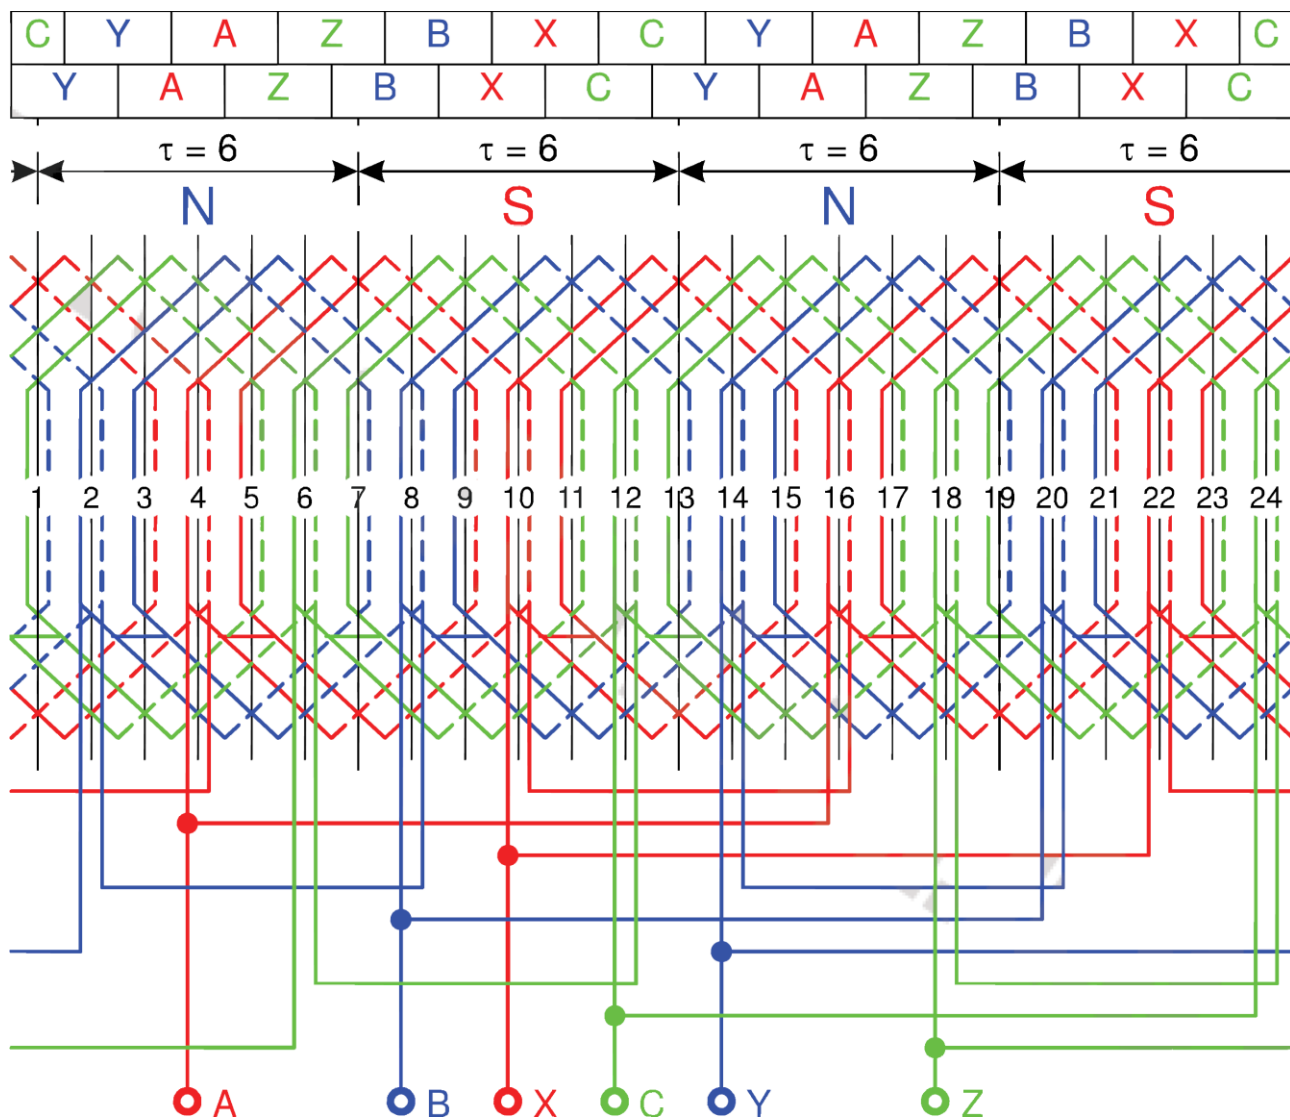 C Y A Z B X C Y A Z B X C
Y A Z B X C Y A Z B X C
τ = 6 τ = 6 τ = 6 τ = 6
N S N S
1 2 3 4 5 6 7 8 9 10 11 12 13 14 15 16 17 18 19 20 21 22 23 24
A B X C Y Z